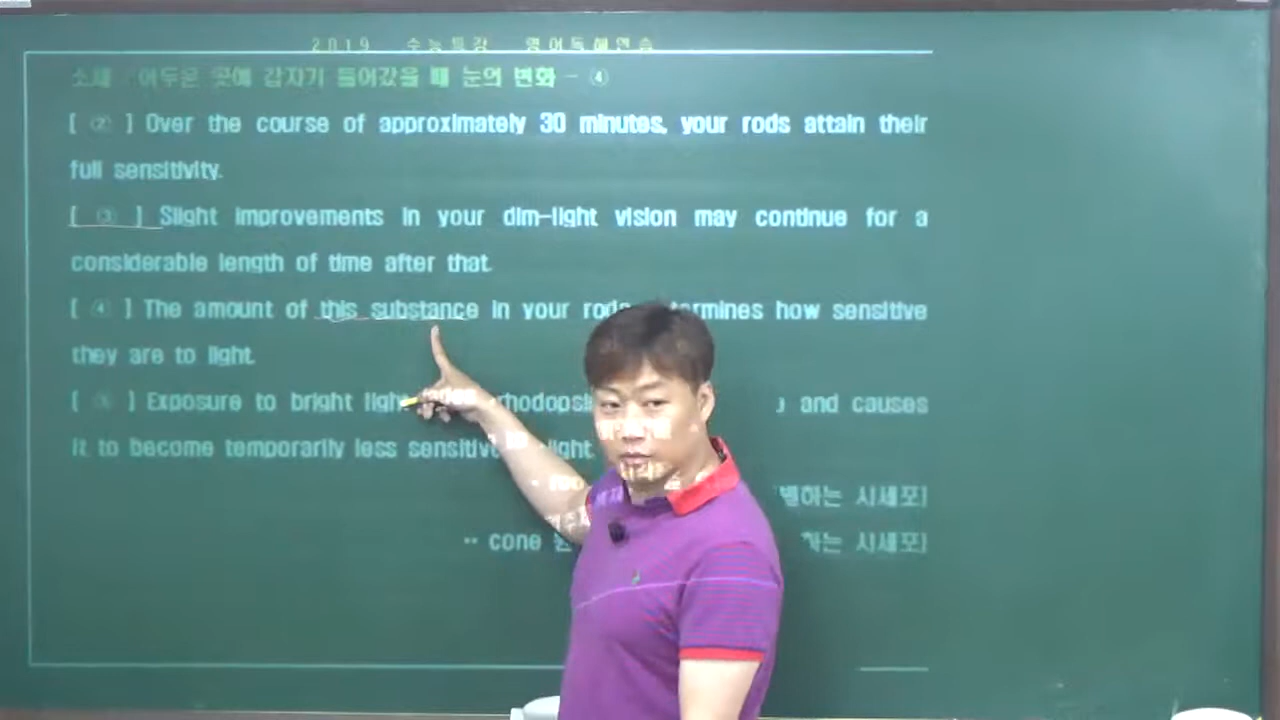 2019 수능특강 영어독해연습
소재 : 어두운 곳에 갑자기 들어갔을 때 눈의 변화 - ④
[ ② ] Over the course of approximately 30 minutes, your rods attain their
full sensitivity.
[ ③ ] Slight improvements in your dim-light vision may continue for a
considerable length of time after that.
[ ④ ] The amount of this substance in your rods determines how sensitive
they are to light.
[ ⑤ ] Exposure to bright light and causes
it to become temporarily less sensitive light.
하는 시세포]
** cone 하는 시세포]